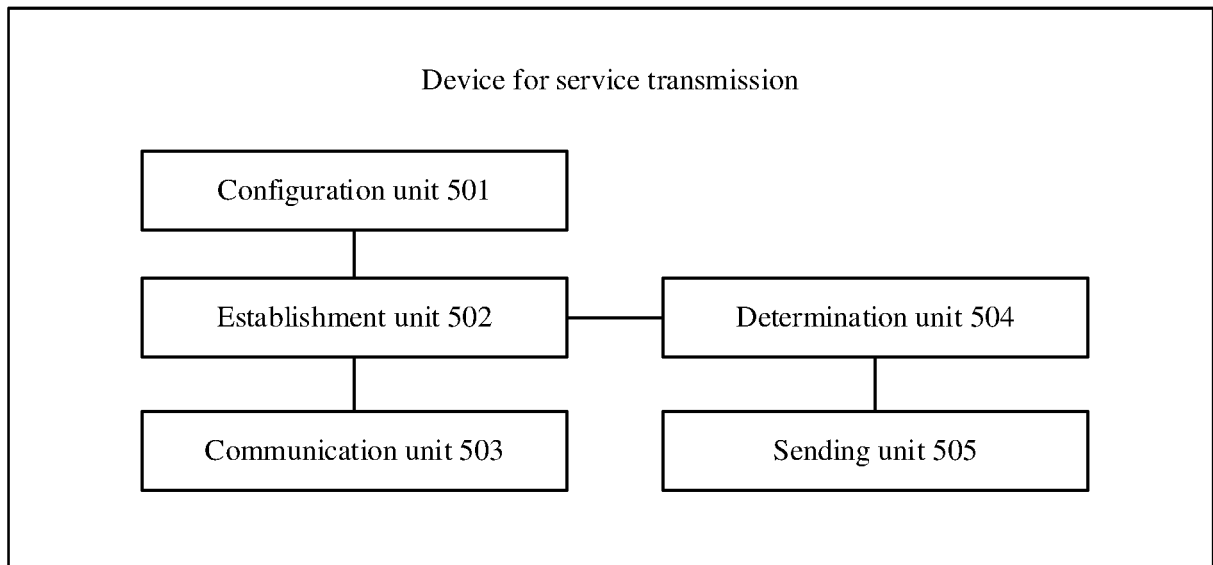 Device for service transmission
Configuration unit 501
Establishment unit 502
Determination unit 504
Communication unit 503
Sending unit 505